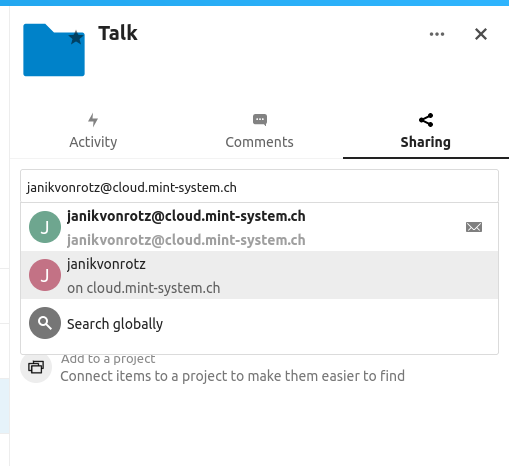 Talk
Activity
Comments
Sharing
janikvonrotz@cloud.mint-system.ch
janikvonrotz@cloud.mint-system.ch
janikvonrotz@cloud.mint-system.ch
J
janikvonrotz
on cloud.mint-system.ch
J
Search globally
Add to a project
Connect items to a project to make them easier to find